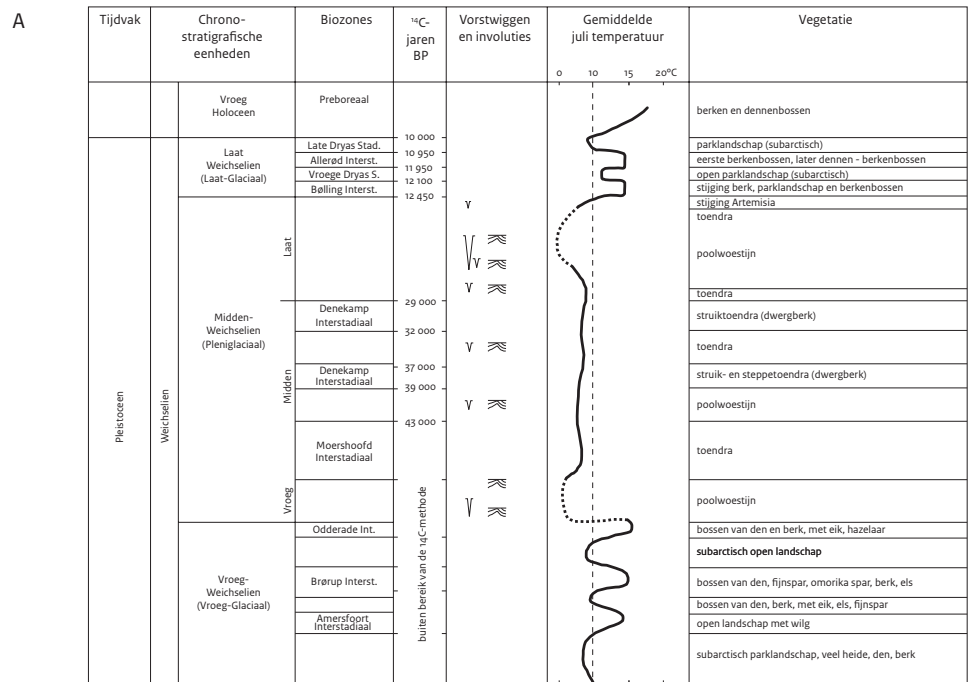 A
Tijdvak
Chrono-
stratigrafische
eenheden
Biozones
14C-
jaren
BP
Vorstwiggen
en involuties
Gemiddelde
juli temperatuur
Vegetatie
0 10 15 20°C
Vroeg
Holoceen
Preboreaal
berken en dennenbossen
10 000
Laat
Weichselien
(Laat-Glaciaal)
Late Dryas Stad.
parklandschap (subarctisch)
10 950
Allerød Interst.
eerste berkenbossen, later dennen - berkenbossen
11 950
Vroege Dryas S.
open parklandschap (subarctisch)
12 100
Bølling Interst.
stijging berk, parklandschap en berkenbossen
12 450
stijging Artemisia
toendra
Laat
poolwoestijn
toendra
29 000
Midden-
Weichselien
(Pleniglaciaal)
Denekamp
Interstadiaal
struiktoendra (dwergberk)
32 000
toendra
Midden
37 000
Denekamp
Interstadiaal
struik- en steppetoendra (dwergberk)
39 000
poolwoestijn
43 000
Pleistoceen
Weichselien
Moershoofd
Interstadiaal
toendra
Vroeg
poolwoestijn
buiten bereik van de 14C-methode
Odderade Int.
bossen van den en berk, met eik, hazelaar
subarctisch open landschap
Vroeg-
Weichselien
(Vroeg-Glaciaal)
Brørup Interst.
bossen van den, fijnspar, omorika spar, berk, els
bossen van den, berk, met eik, els, fijnspar
Amersfoort
Interstadiaal
open landschap met wilg
subarctisch parklandschap, veel heide, den, berk